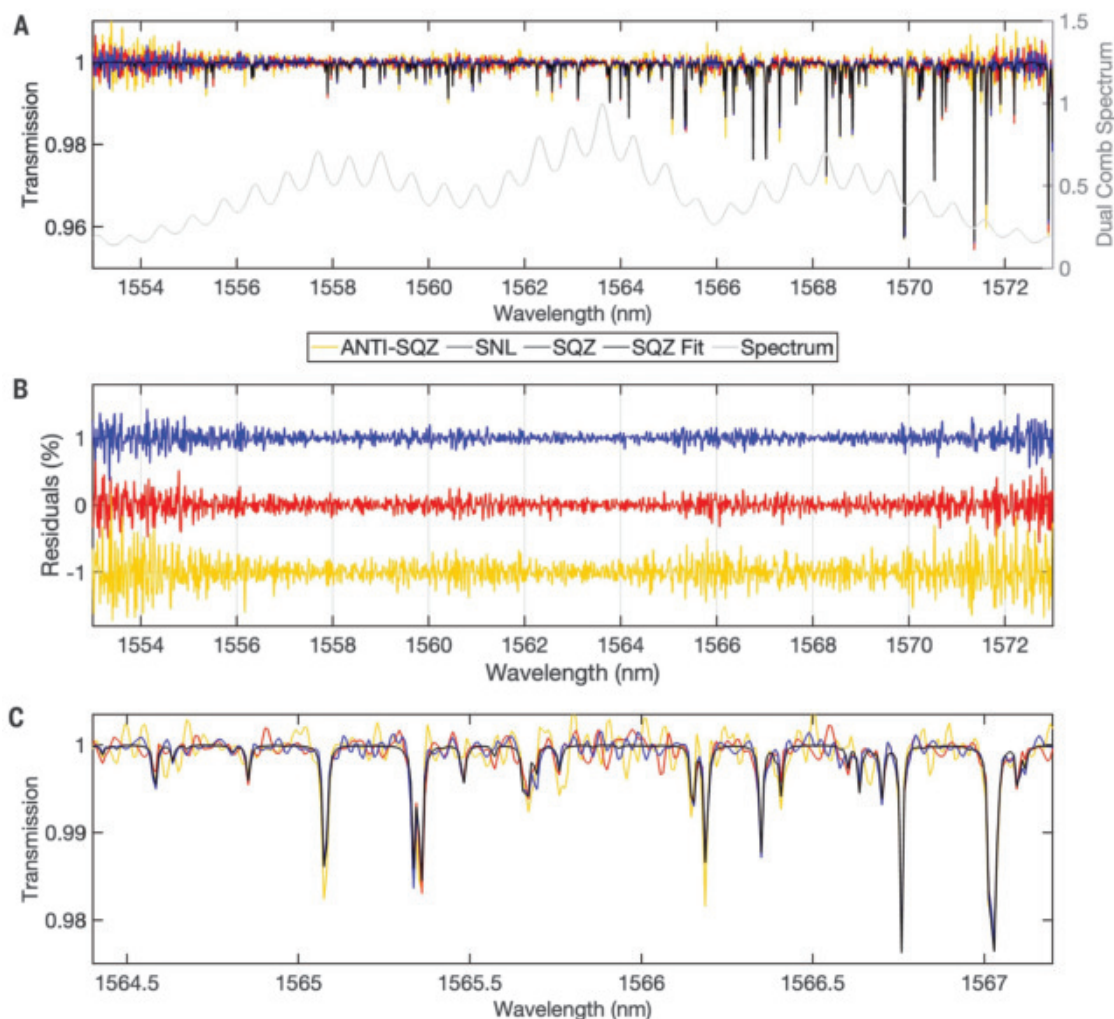 A
1
0.98
0.96
Transmission
1.5
1
0.5
0
Dual Comb Spectrum
1554 1556 1558 1560 1562 1564 1566 1568 1570 1572
Wavelength (nm)
ANTI-SQZ SNL SQZ SQZ Fit Spectrum
B
1
0
-1
Residuals (%)
1554 1556 1558 1560 1562 1564 1566 1568 1570 1572
Wavelength (nm)
C
1
0.99
0.98
Transmission
1564.5 1565 1565.5 1566 1566.5 1567
Wavelength (nm)